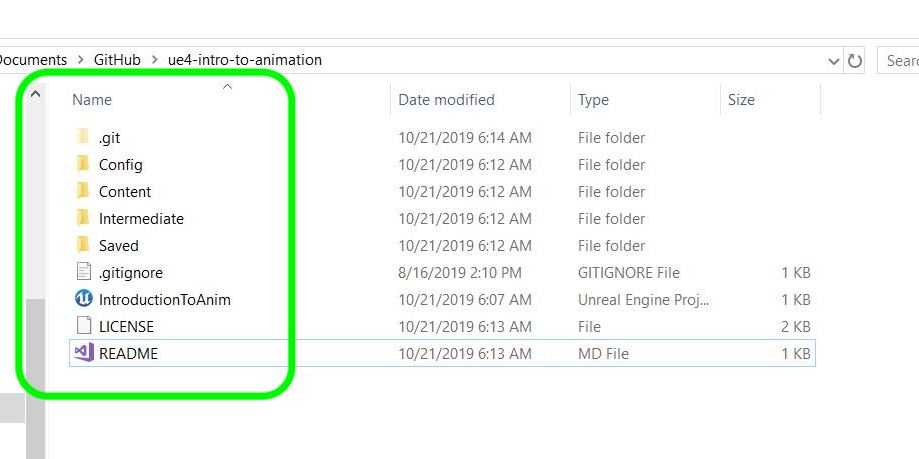 Documents > GitHub > ue4-intro-to-animation Sear
Name Date modified Type Size
.git 10/21/2019 6:14 AM File folder
Config 10/21/2019 6:12 AM File folder
Content 10/21/2019 6:12 AM File folder
Intermediate 10/21/2019 6:12 AM File folder
Saved 10/21/2019 6:12 AM File folder
.gitignore 8/16/2019 2:10 PM GITIGNORE File 1 KB
IntroductionToAnim 10/21/2019 6:07 AM Unreal Engine Proj... 1 KB
LICENSE 10/21/2019 6:13 AM File 2 KB
README 10/21/2019 6:13 AM MD File 1 KB